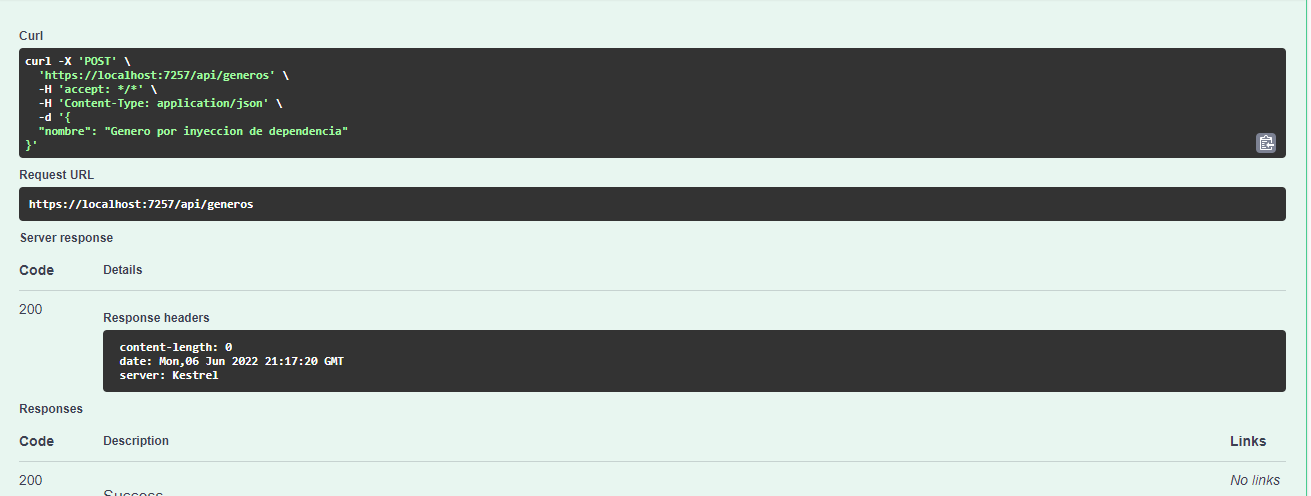 Curl
curl -X 'POST' \
'https://localhost:7257/api/generos' \
-H 'accept: */*' \
-H 'Content-Type: application/json' \
-d '{
"nombre": "Genero por inyeccion de dependencia"
}'
Request URL
https://localhost:7257/api/generos
Server response
Code Details
200
Response headers
content-length: 0
date: Mon,06 Jun 2022 21:17:20 GMT
server: Kestrel
Responses
Code Description Links
200 No links
Success